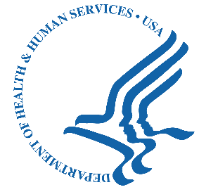 DEPARTMENT OF HEALTH & HUMAN SERVICES • USA